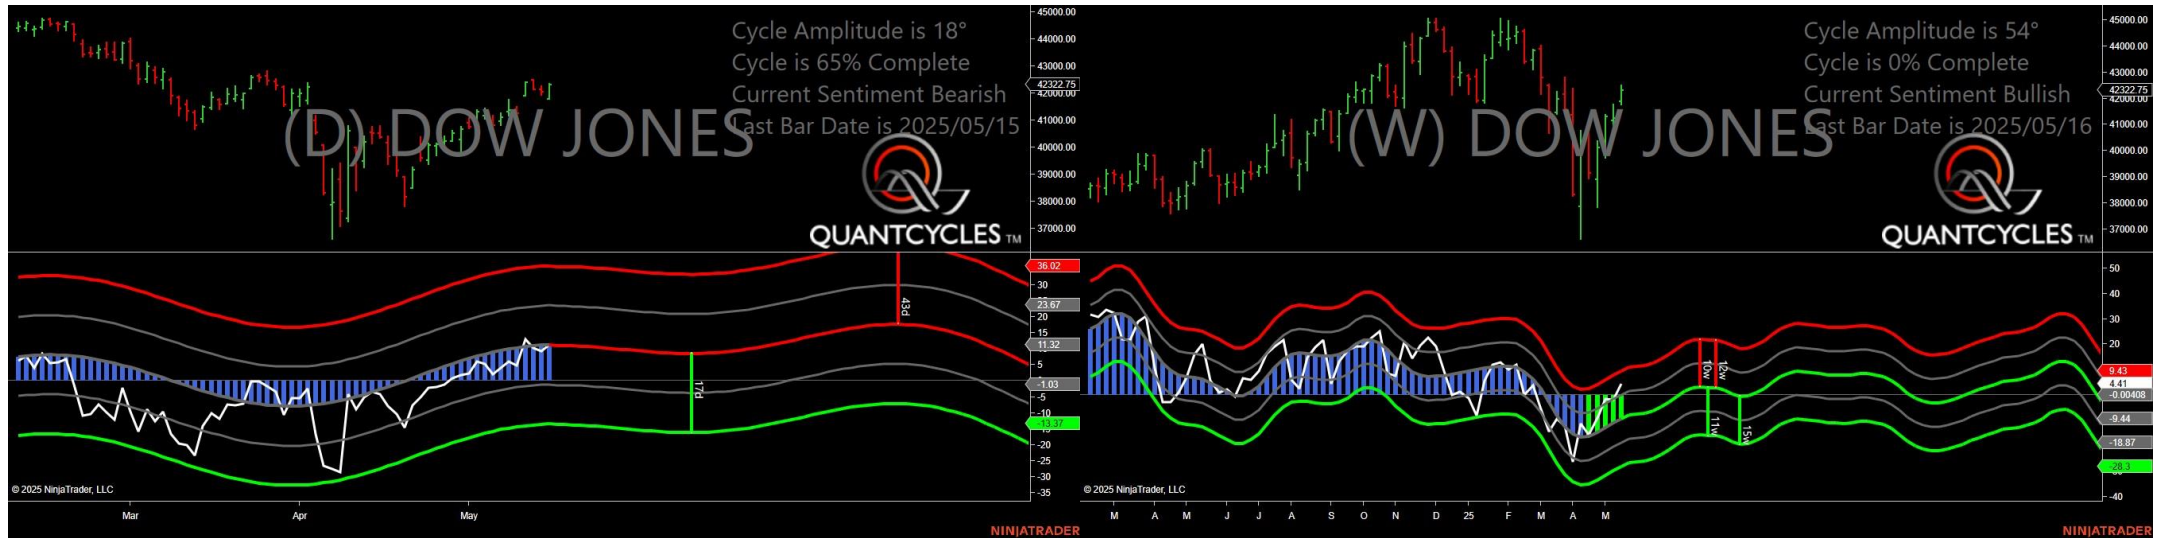 45000.00
Cycle Amplitude is 18°
44000.00
Cycle is 65% Complete
43000.00
Current Sentiment Bearish
42322.75
42000.00
(D) DOW JONES
Last Bar Date is 2025/05/15
41000.00
40000.00
39000.00
38000.00
QUANTCYCLES TM
37000.00
36.02
30
43d
23.67
20
15
11.32
5
17d
-1.03
-5
-10
-13.37
-20
-25
-30
-35
© 2025 NinjaTrader, LLC
Mar
Apr
May
NINJATRADER
45000.00
Cycle Amplitude is 54°
44000.00
Cycle is 0% Complete
43000.00
Current Sentiment Bullish
42322.75
42000.00
(W) DOW JONES
Last Bar Date is 2025/05/16
41000.00
40000.00
39000.00
38000.00
QUANTCYCLES TM
37000.00
50
40
30
20
10w
12w
9.43
4.41
-0.00408
-9.44
11w
15w
-18.87
-28.3
-40
© 2025 NinjaTrader, LLC
M A M J J A S O N D 25 F M A M
NINJATRADER